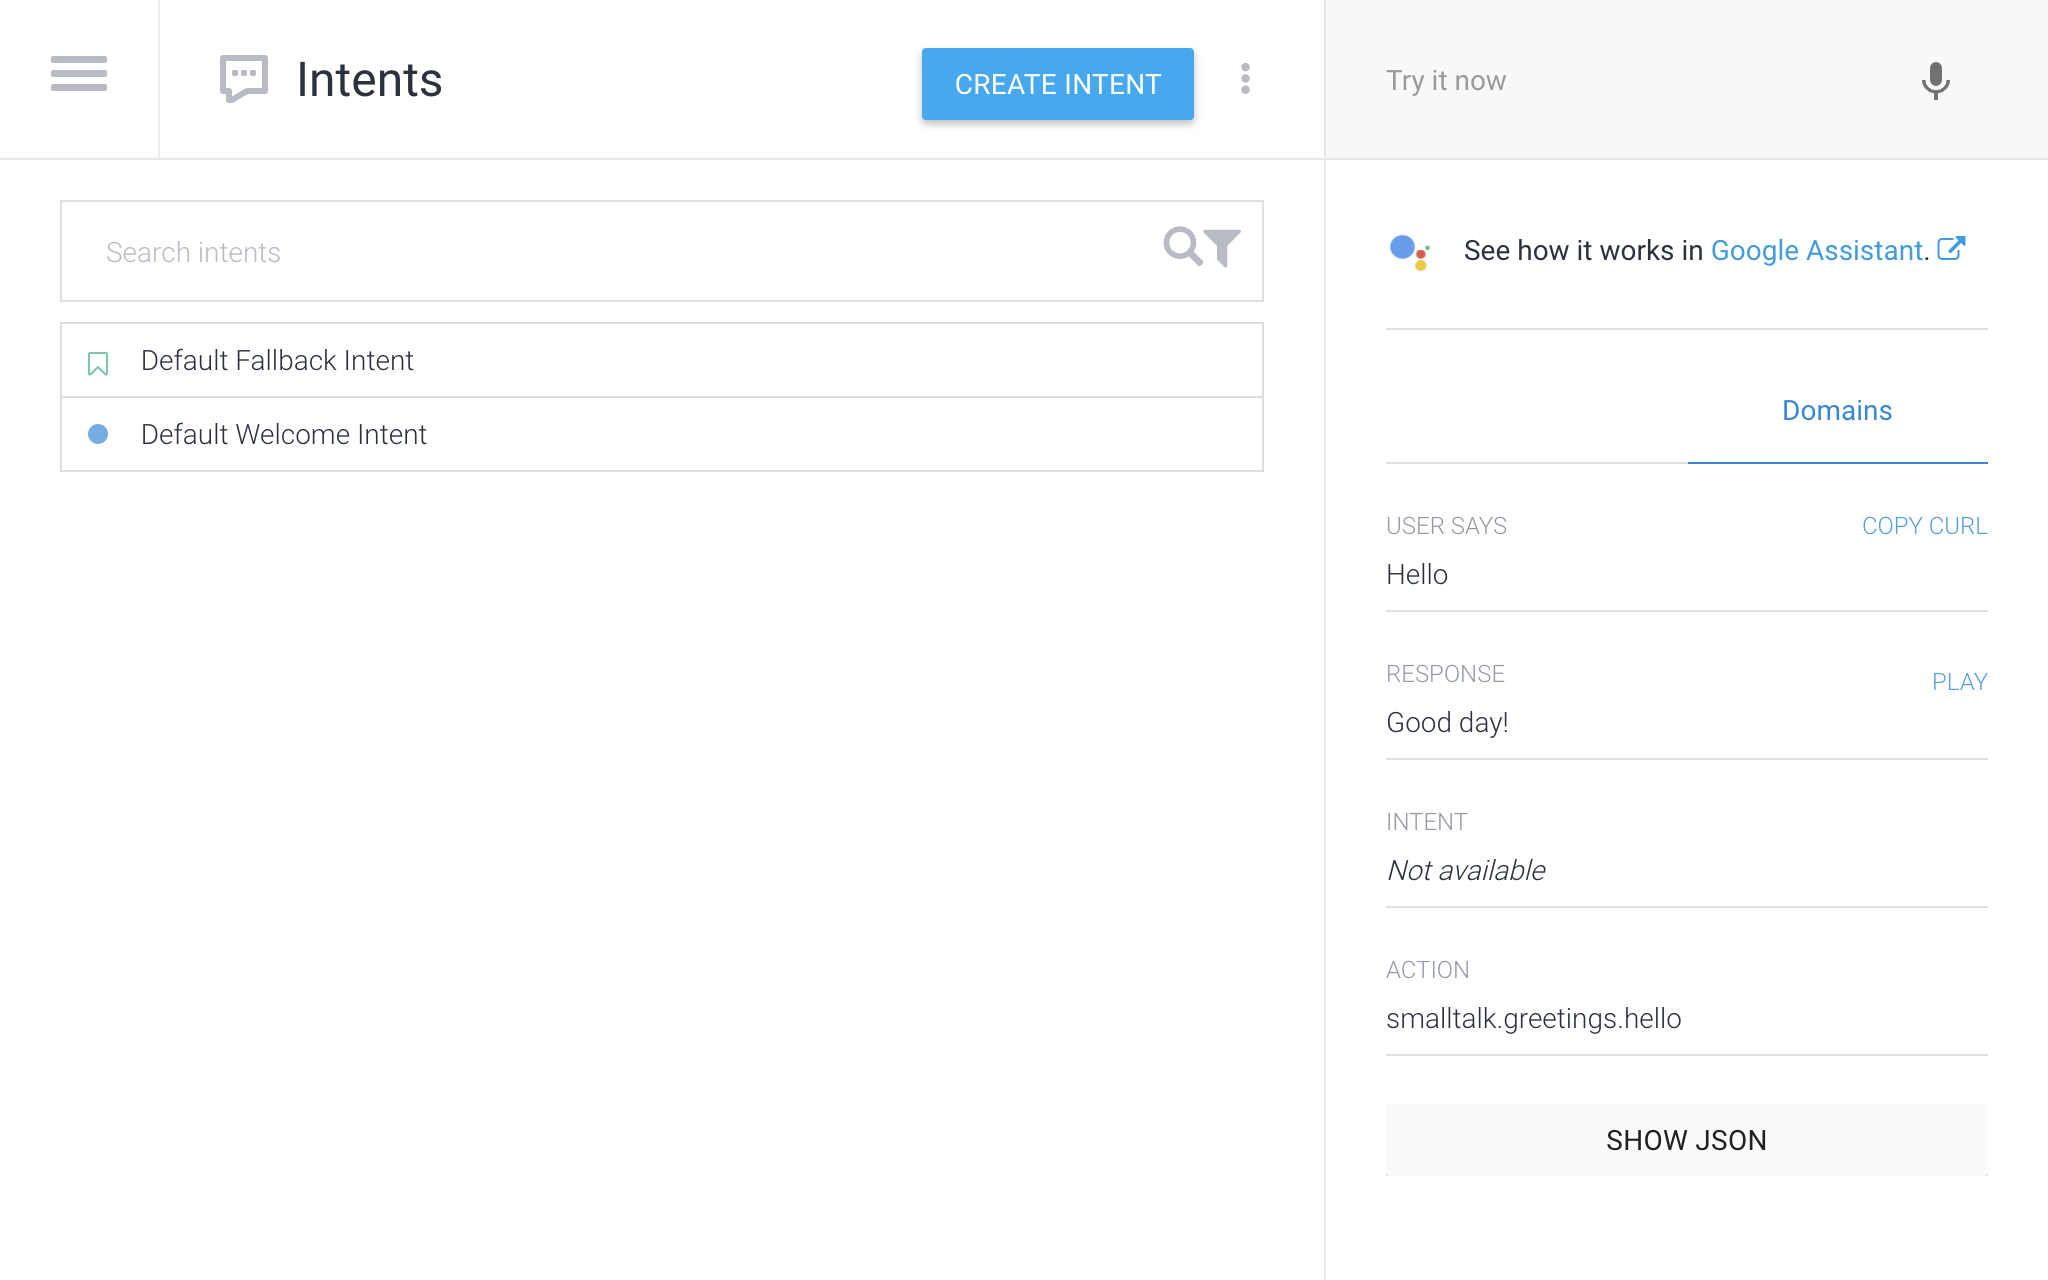 Intents
CREATE INTENT
Try it now
Search intents
Default Fallback Intent
Default Welcome Intent
See how it works in Google Assistant.
Domains
USER SAYS
COPY CURL
Hello
RESPONSE
PLAY
Good day!
INTENT
Not available
ACTION
smalltalk.greetings.hello
SHOW JSON